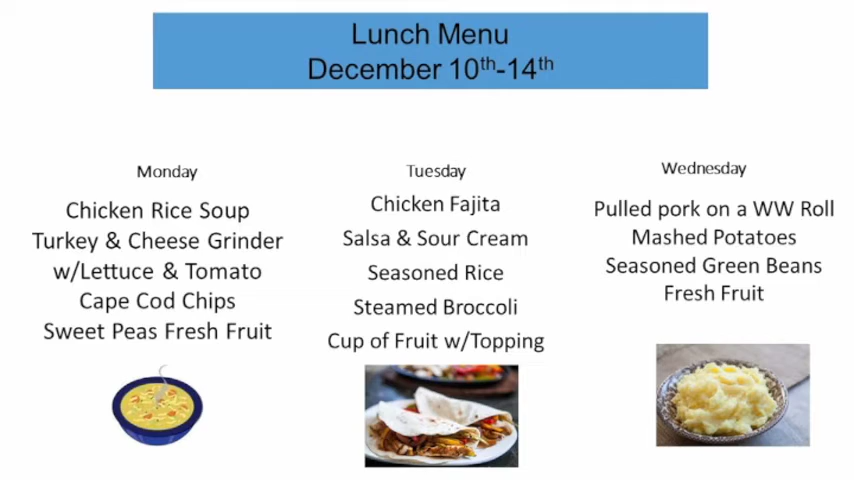 Lunch Menu
December 10th-14th
Monday
Chicken Rice Soup
Turkey & Cheese Grinder
w/Lettuce & Tomato
Cape Cod Chips
Sweet Peas Fresh Fruit
Tuesday
Chicken Fajita
Salsa & Sour Cream
Seasoned Rice
Steamed Broccoli
Cup of Fruit w/Topping
Wednesday
Pulled pork on a WW Roll
Mashed Potatoes
Seasoned Green Beans
Fresh Fruit